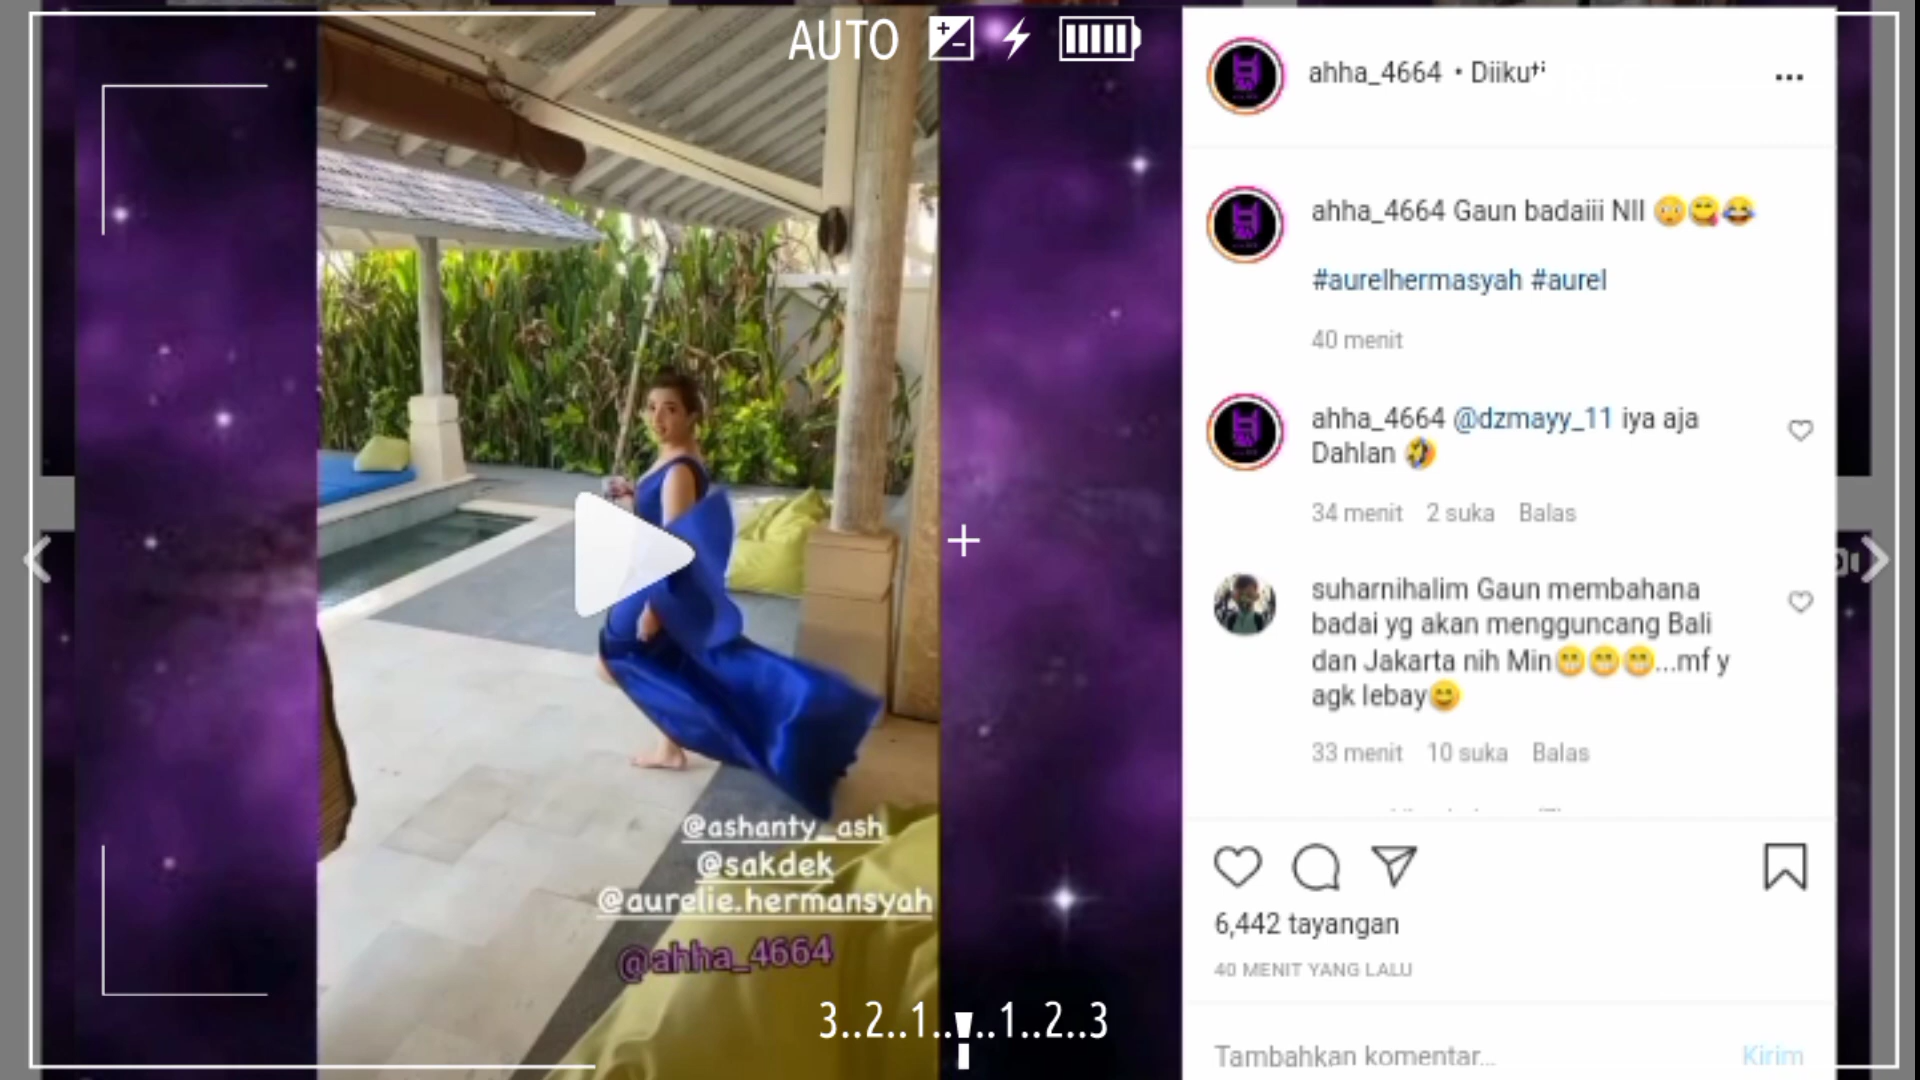 AUTO
@ashanty_ash
@sakdek
@aurelie.hermansyah
@ahha_4664
3..2..1....1..2..3
ahha_4664 • Diikuti
ahha_4664 Gaun badaiii NII 😳😋😂
#aurelhermasyah #aurel
40 menit
ahha_4664 @dzmayy_11 iya aja
Dahlan 🤣
34 menit 2 suka Balas
suharnihalim Gaun membahana
badai yg akan mengguncang Bali
dan Jakarta nih Min😁😁😁...mf y
agk lebay😄
33 menit 10 suka Balas
6,442 tayangan
40 MENIT YANG LALU
Tambahkan komentar...
Kirim